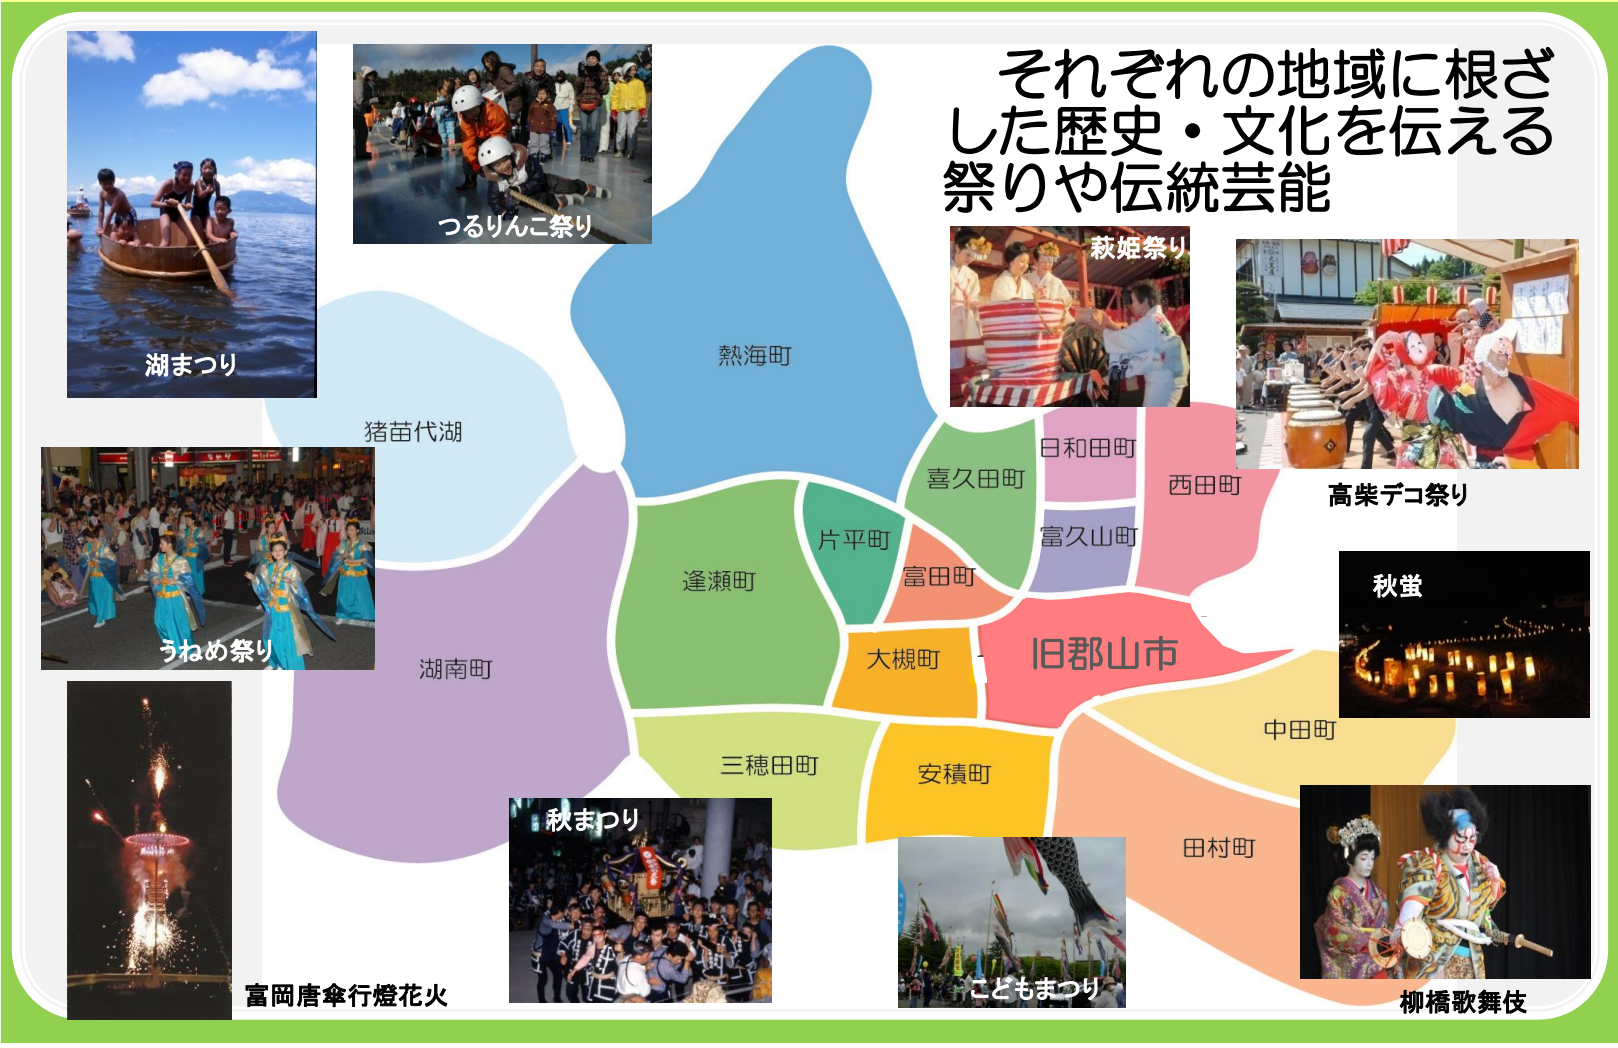 それぞれの地域に根ざ
した歴史・文化を伝える
祭りや伝統芸能
つるりんこ祭り
萩姫祭り
湖まつり
熱海町
猪苗代湖
日和田町
喜久田町
西田町
高柴デコ祭り
富久山町
片平町
富田町
逢瀬町
秋蛍
うねめ祭り
湖南町
大槻町
旧郡山市
中田町
三穂田町
安積町
秋まつり
田村町
こどもまつり
富岡唐傘行燈花火
柳橋歌舞伎